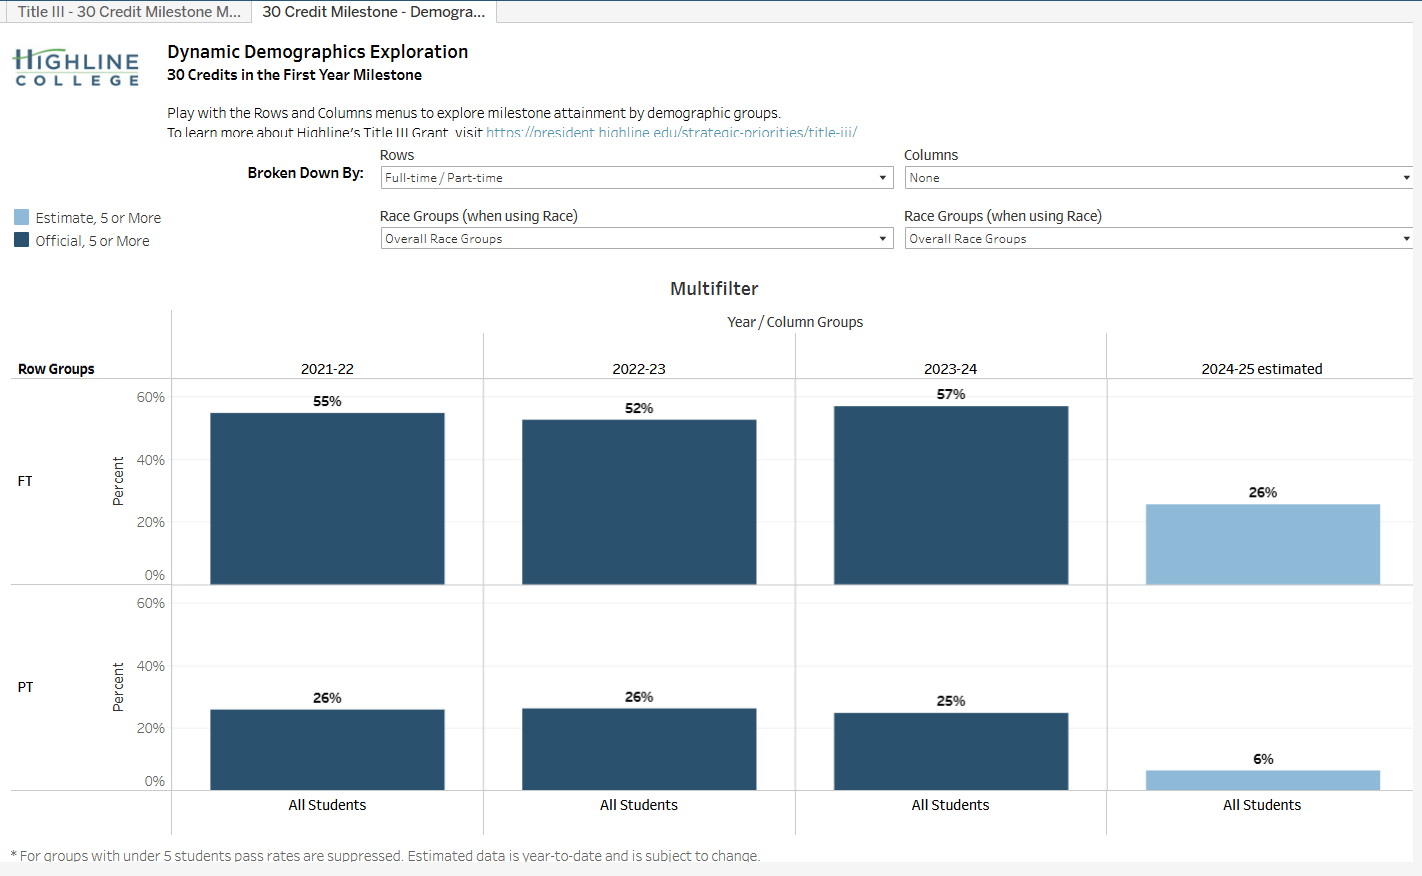 Title III - 30 Credit Milestone M...
30 Credit Milestone - Demogra...
HIGHLINE
COLLEGE
Dynamic Demographics Exploration
30 Credits in the First Year Milestone
Play with the Rows and Columns menus to explore milestone attainment by demographic groups.
To learn more about Highline's Title III Grant, visit https://president.highline.edu/strategic-priorities/title-iii/
Broken Down By:
Rows
Full-time / Part-time
Columns
None
Race Groups (when using Race)
Overall Race Groups
Race Groups (when using Race)
Overall Race Groups
Estimate, 5 or More
Official, 5 or More
Multifilter
Year / Column Groups
Row Groups
2021-22
2022-23
2023-24
2024-25 estimated
FT
Percent
60%
40%
20%
0%
55%
52%
57%
26%
PT
Percent
60%
40%
20%
0%
26%
26%
25%
6%
All Students
All Students
All Students
All Students
* For groups with under 5 students pass rates are suppressed. Estimated data is year-to-date and is subject to change.